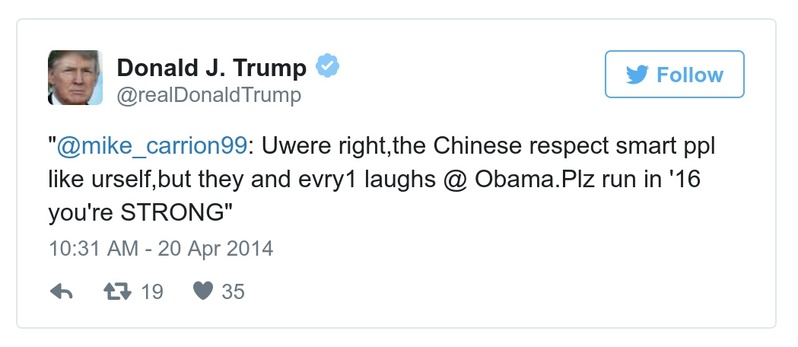 Donald J. Trump
@realDonaldTrump
Follow
"@mike_carrion99: Uwere right,the Chinese respect smart ppl
like urself,but they and evry1 laughs @ Obama.Plz run in '16
you're STRONG"
10:31 AM - 20 Apr 2014
19 35